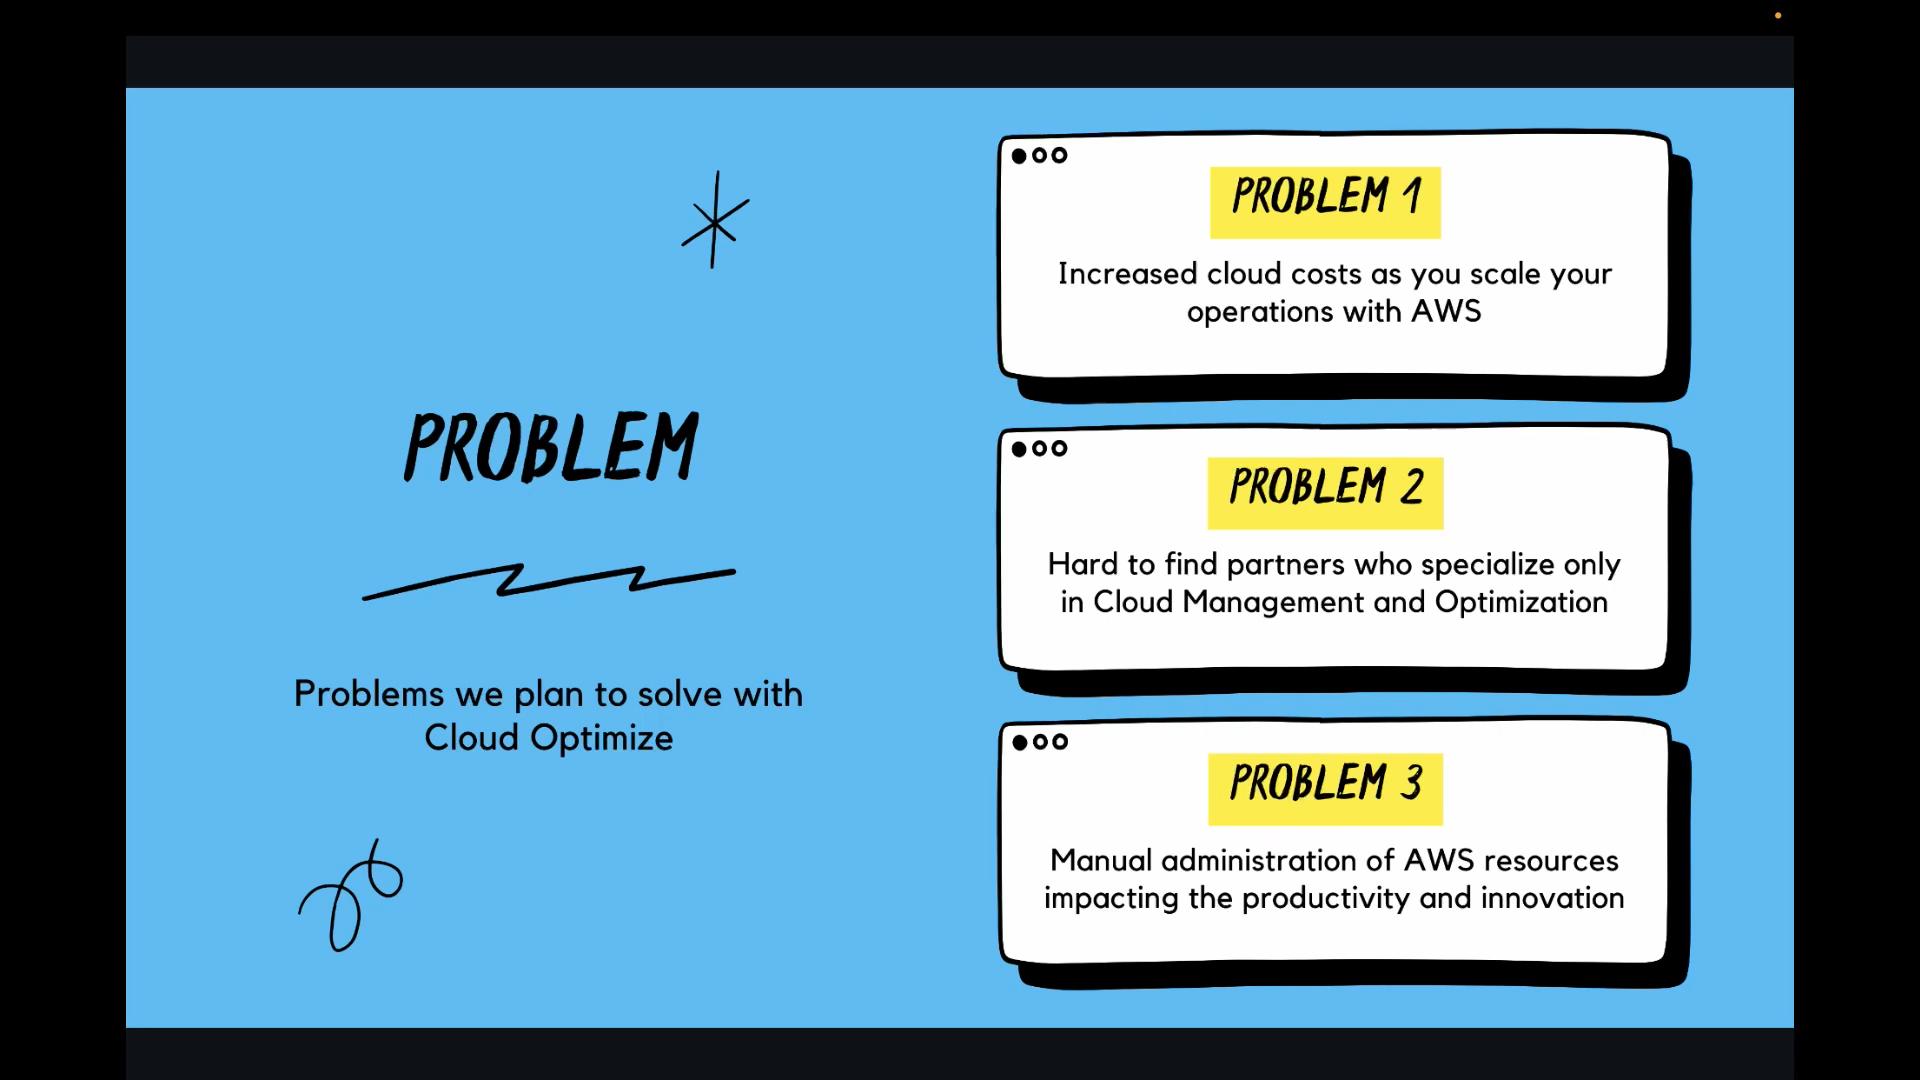 PROBLEM
Problems we plan to solve with
Cloud Optimize
PROBLEM 1
Increased cloud costs as you scale your
operations with AWS
PROBLEM 2
Hard to find partners who specialize only
in Cloud Management and Optimization
PROBLEM 3
Manual administration of AWS resources
impacting the productivity and innovation